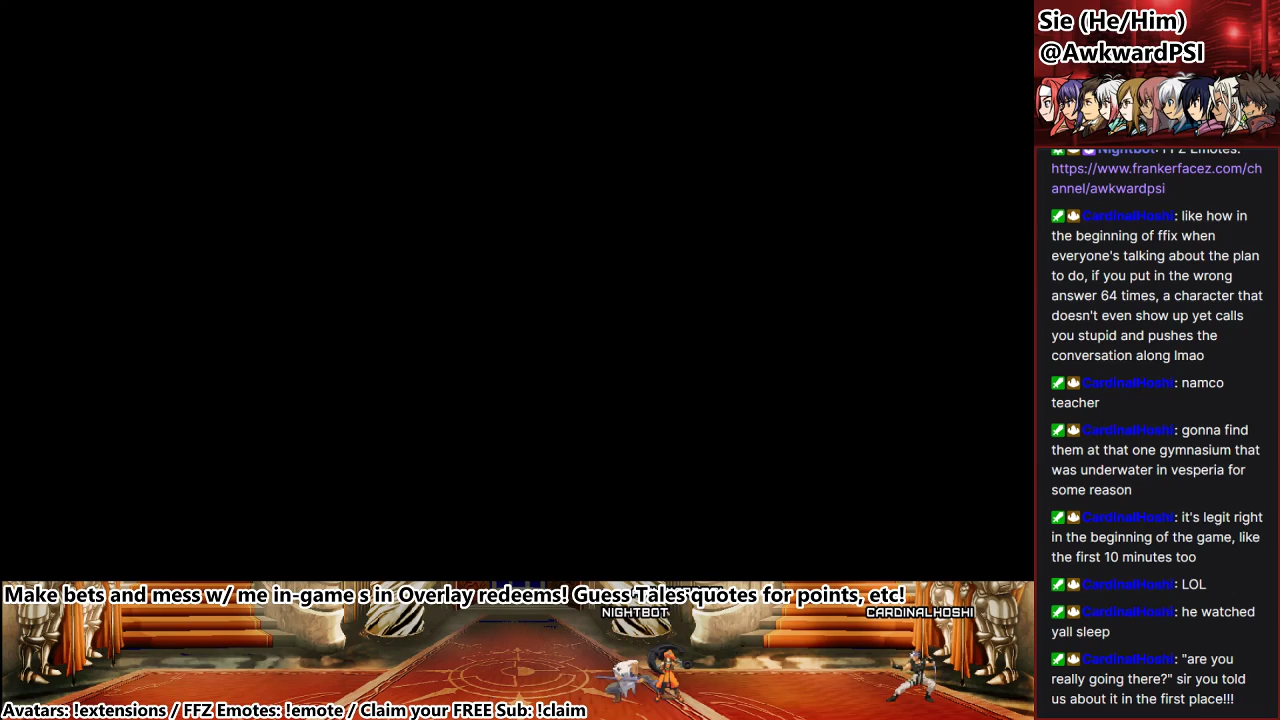 Sie (He/Him)
@AwkwardPSI
Nightbot: FFZ Emotes:
https://www.frankerfacez.com/ch
annel/awkwardpsi
CardinalHoshi: like how in
the beginning of ffix when
everyone's talking about the plan
to do, if you put in the wrong
answer 64 times, a character that
doesn't even show up yet calls
you stupid and pushes the
conversation along lmao
CardinalHoshi: namco
teacher
CardinalHoshi: gonna find
them at that one gymnasium that
was underwater in vesperia for
some reason
CardinalHoshi: it's legit right
in the beginning of the game, like
the first 10 minutes too
CardinalHoshi: LOL
CardinalHoshi: he watched
yall sleep
CardinalHoshi: "are you
really going there?" sir you told
us about it in the first place!!!
Make bets and mess w/ me in-game s in Overlay redeems! Guess Tales quotes for points, etc!
NIGHTBOT
CARDINALHOSHI
Avatars: !extensions / FFZ Emotes: !emote / Claim your FREE Sub: !claim